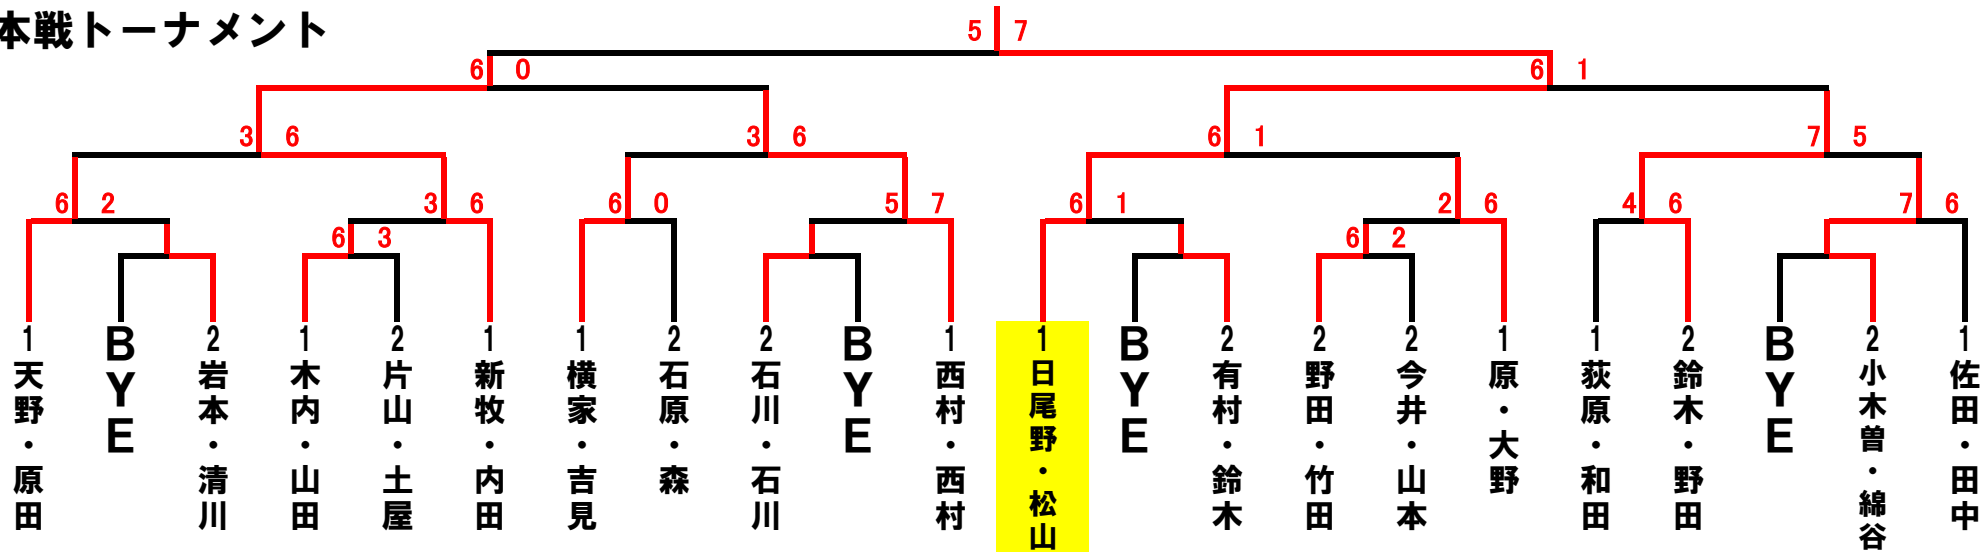 本戦トーナメント
5 7
6 0
6 1
3 6
3 6
6 1
7 5
6 2
3 6
6 0
5 7
6 1
2 6
4 6
7 6
6 3
6 2
1天野・原田
BYE
2岩本・清川
1木内・山田
2片山・土屋
1新牧・内田
1横家・吉見
2石原・森
2石川・石川
BYE
1西村・西村
1日尾野・松山
BYE
2有村・鈴木
2野田・竹田
2今井・山本
1原・大野
1荻原・和田
2鈴木・野田
BYE
2小木曽・綿谷
1佐田・田中